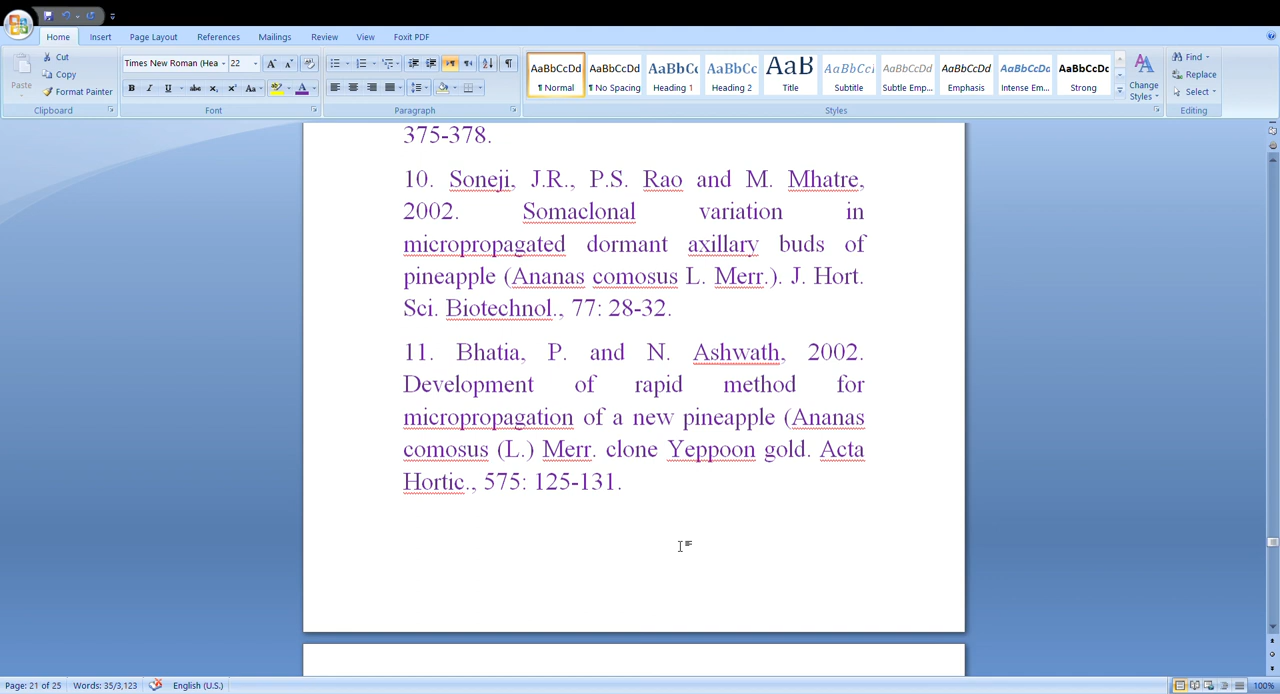 Home Insert Page Layout References Mailings Review View Foxit PDF
Paste Cut Copy Format Painter Clipboard
Times New Roman (Hea 22 Font
Paragraph
AaBbCcDd ¶ Normal AaBbCcDd ¶ No Spacing AaBbCc Heading 1 AaBbCc Heading 2 AaB Title AaBbCcI Subtitle AaBbCcDd Subtle Emp... AaBbCcDd Emphasis AaBbCcDd Intense Em... AaBbCcDc Strong Change Styles Styles
Find Replace Select Editing
375-378.
10. Soneji, J.R., P.S. Rao and M. Mhatre,
2002. Somaclonal variation in
micropropagated dormant axillary buds of
pineapple (Ananas comosus L. Merr.). J. Hort.
Sci. Biotechnol., 77: 28-32.
11. Bhatia, P. and N. Ashwath, 2002.
Development of rapid method for
micropropagation of a new pineapple (Ananas
comosus (L.) Merr. clone Yeppoon gold. Acta
Hortic., 575: 125-131.
Page: 21 of 25 Words: 35/3,123 English (U.S.) 100%